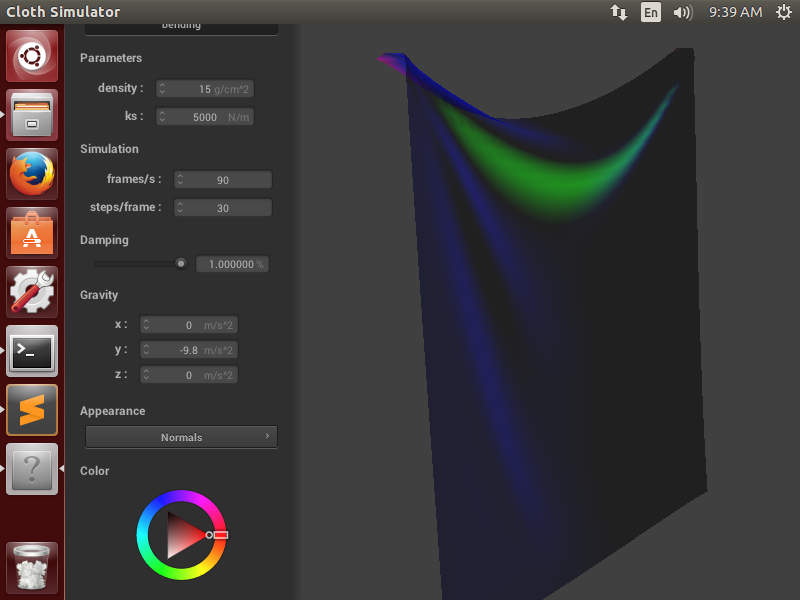 Cloth Simulator
En
9:39 AM
bending
Parameters
density : 15 g/cm^2
ks : 5000 N/m
Simulation
frames/s : 90
steps/frame : 30
Damping
1.000000 %
Gravity
x : 0 m/s^2
y : -9.8 m/s^2
z : 0 m/s^2
Appearance
Normals
Color